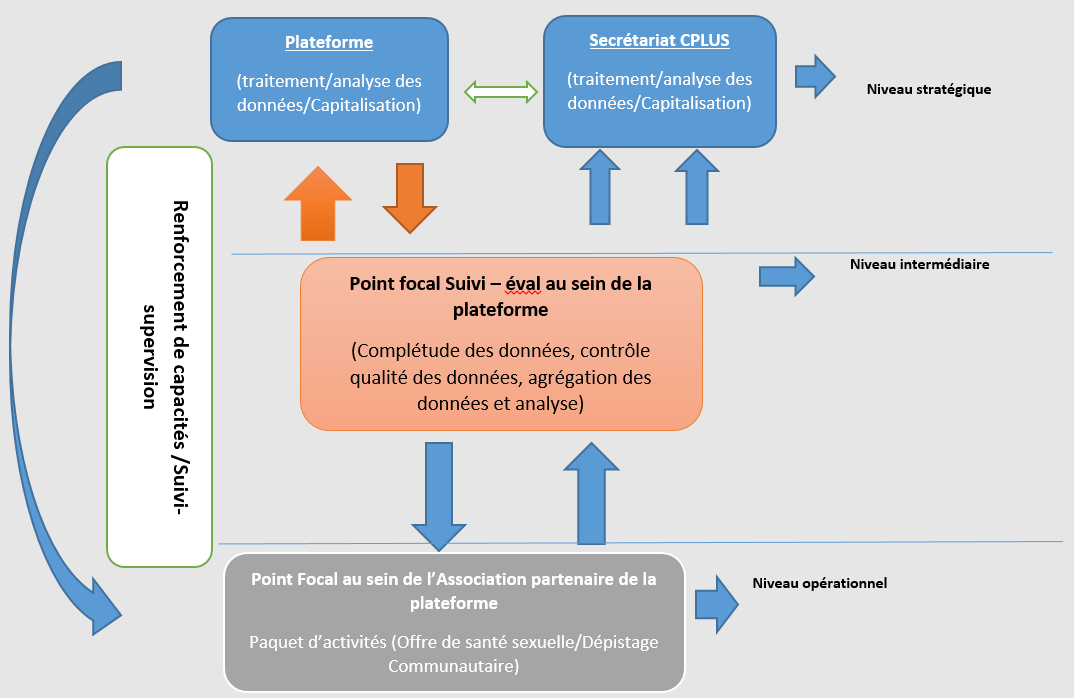 Plateforme
(traitement/analyse des
données/Capitalisation)
Secrétariat CPLUS
(traitement/analyse des
données/Capitalisation)
Niveau stratégique
Renforcement de capacités /Suivi-
supervision
Point focal Suivi – éval au sein de la
plateforme
(Complétude des données, contrôle
qualité des données, agrégation des
données et analyse)
Niveau intermédiaire
Point Focal au sein de l’Association partenaire de la
plateforme
Paquet d’activités (Offre de santé sexuelle/Dépistage
Communautaire)
Niveau opérationnel